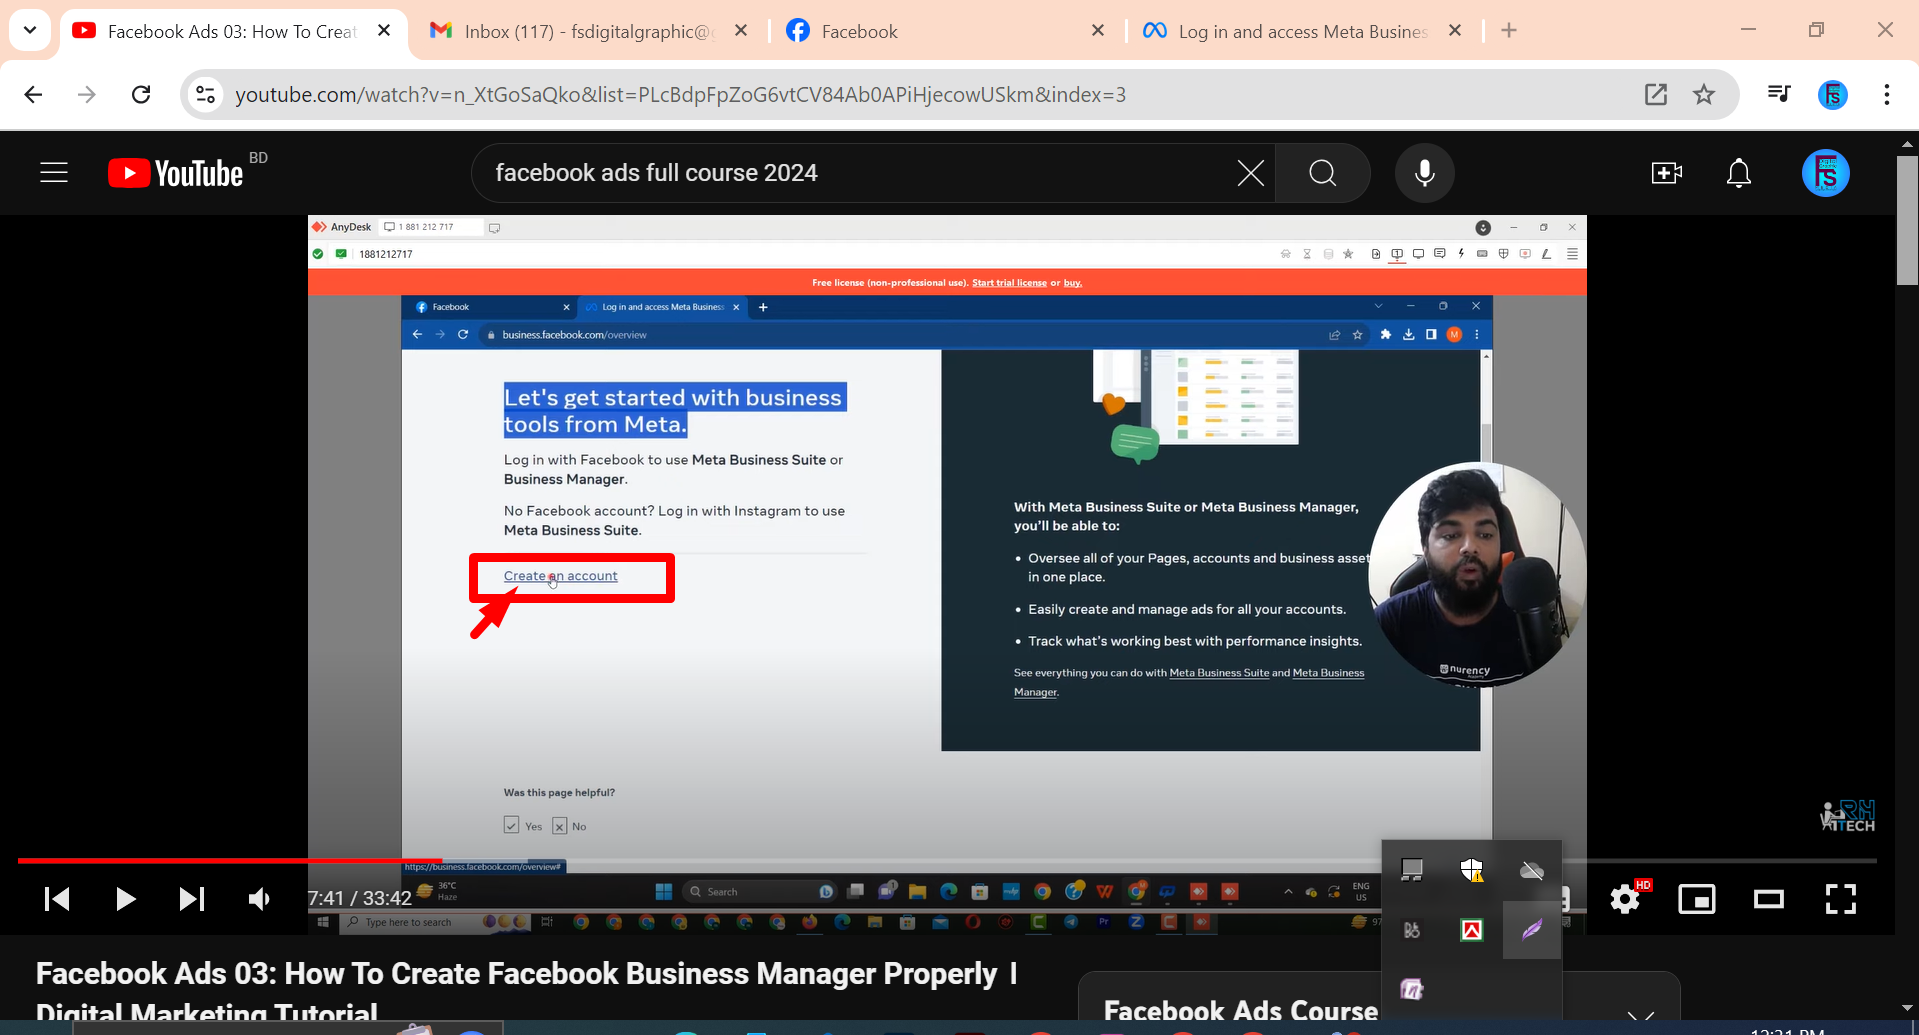 Facebook Ads 03: How To Creat
Inbox (117) - fsdigitalgraphic@g
Facebook
Log in and access Meta Busines
youtube.com/watch?v=n_XtGoSaQko&list=PLcBdpFpZoG6vtCV84Ab0APiHjecowUSkm&index=3
YouTube BD
facebook ads full course 2024
AnyDesk
1 881 212 717
1881212717
Free license (non-professional use). Start trial license or buy.
Facebook
Log in and access Meta Business
business.facebook.com/overview
M
Let's get started with business
tools from Meta.
Log in with Facebook to use Meta Business Suite or
Business Manager.
No Facebook account? Log in with Instagram to use
Meta Business Suite.
Create an account
With Meta Business Suite or Meta Business Manager,
you'll be able to:
• Oversee all of your Pages, accounts and business asset
in one place.
• Easily create and manage ads for all your accounts.
• Track what's working best with performance insights.
See everything you can do with Meta Business Suite and Meta Business
Manager.
nurency
Was this page helpful?
Yes
No
RH
ITECH
https://business.facebook.com/overview#
7:41 / 33:42
36°C
Haze
Search
ENG
US
HD
Type here to search
Facebook Ads 03: How To Create Facebook Business Manager Properly ।
Digital Marketing Tutorial
Facebook Ads Course